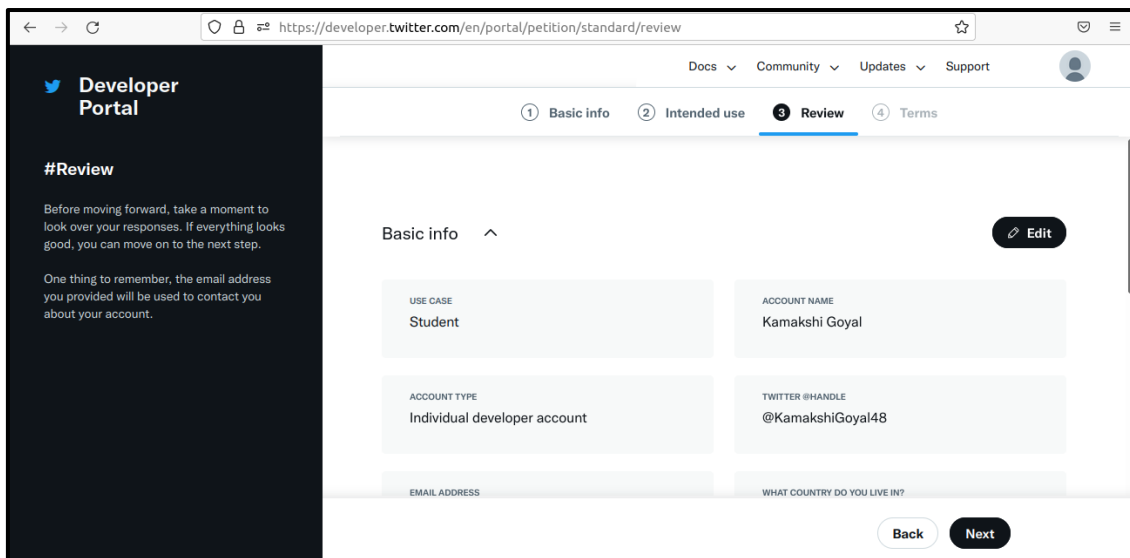 https://developer.twitter.com/en/portal/petition/standard/review
Developer
Portal
Docs
Community
Updates
Support
1 Basic info
2 Intended use
3 Review
4 Terms
#Review
Before moving forward, take a moment to
look over your responses. If everything looks
good, you can move on to the next step.
One thing to remember, the email address
you provided will be used to contact you
about your account.
Basic info
Edit
USE CASE
Student
ACCOUNT NAME
Kamakshi Goyal
ACCOUNT TYPE
Individual developer account
TWITTER @HANDLE
@KamakshiGoyal48
EMAIL ADDRESS
WHAT COUNTRY DO YOU LIVE IN?
Back
Next